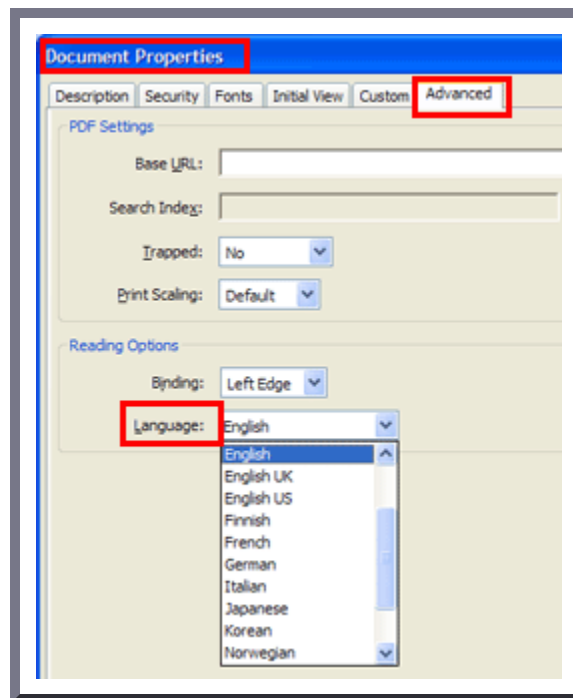 Document Properties
Description Security Fonts Initial View Custom Advanced
PDF Settings
Base URL:
Search Index:
Trapped: No
Print Scaling: Default
Reading Options
Binding: Left Edge
Language: English
English
English UK
English US
Finnish
French
German
Italian
Japanese
Korean
Norwegian